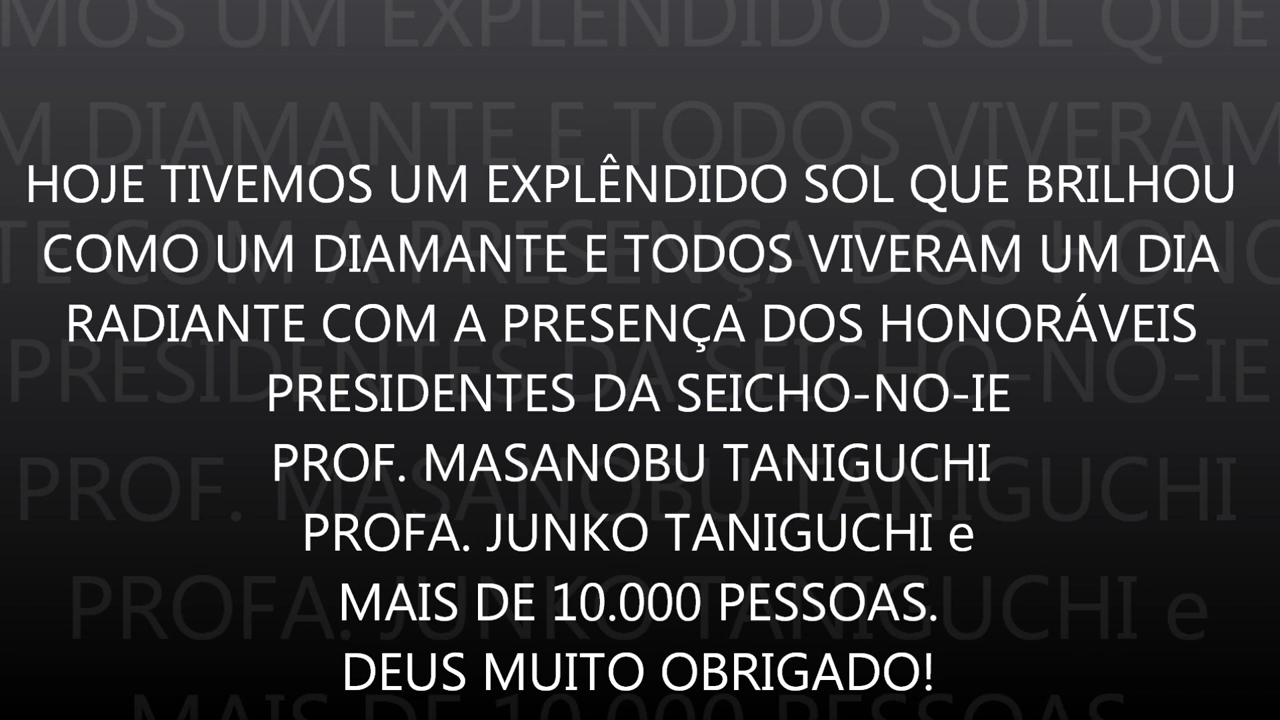 HOJE TIVEMOS UM EXPLÊNDIDO SOL QUE BRILHOU
COMO UM DIAMANTE E TODOS VIVERAM UM DIA
RADIANTE COM A PRESENÇA DOS HONORÁVEIS
PRESIDENTES DA SEICHO-NO-IE
PROF. MASANOBU TANIGUCHI
PROFA. JUNKO TANIGUCHI e
MAIS DE 10.000 PESSOAS.
DEUS MUITO OBRIGADO!